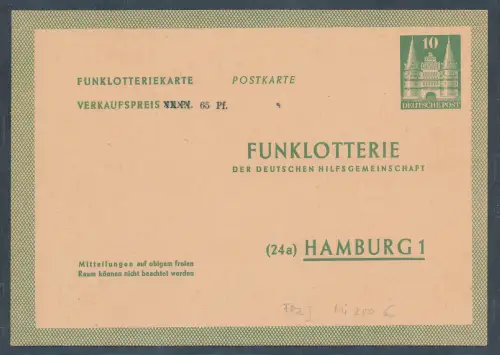 FUNKLOTTERIEKARTE POSTKARTE
VERKAUFSPREIS 65 Pf.
10
DEUTSCHE POST
FUNKLOTTERIE
DER DEUTSCHEN HILFSGEMEINSCHAFT
(24a) HAMBURG 1
Mitteilungen auf obigem freien
Raum können nicht beachtet werden